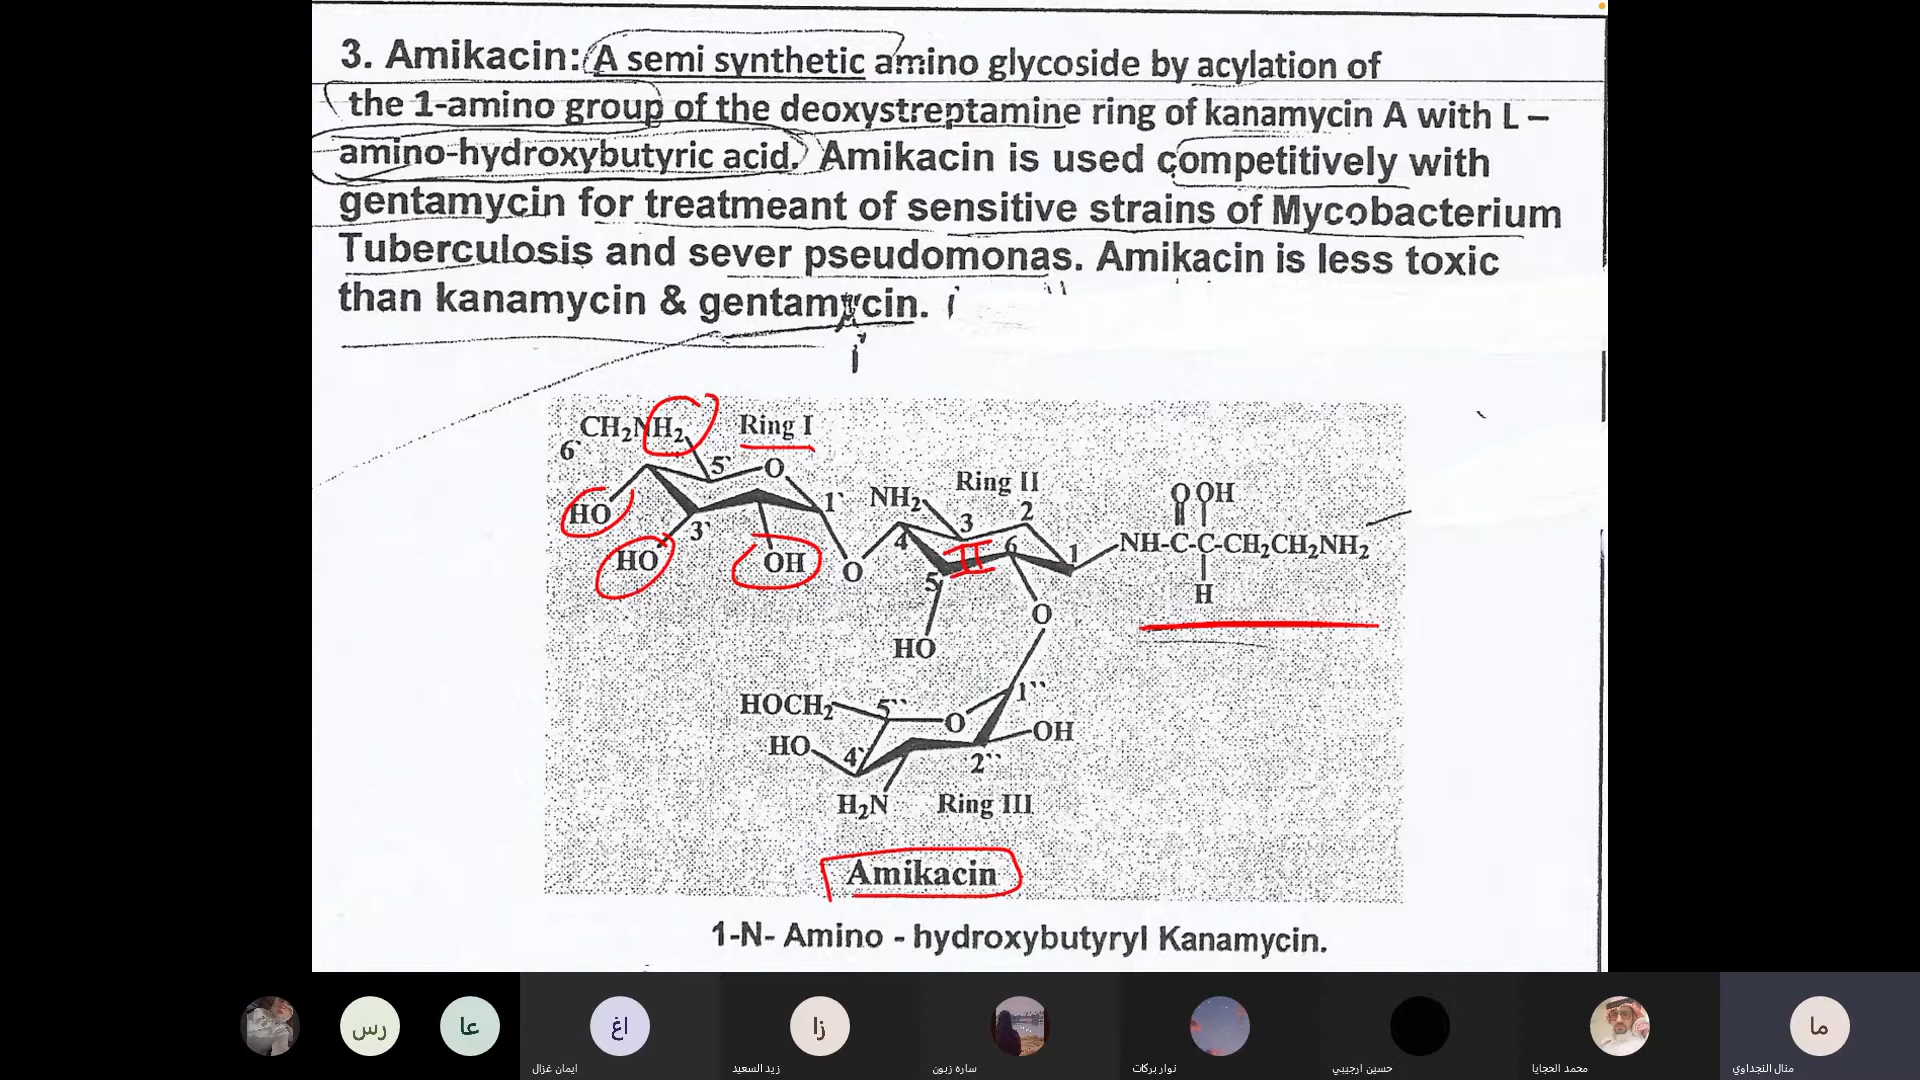 3. Amikacin: A semi synthetic amino glycoside by acylation of
the 1-amino group of the deoxystreptamine ring of kanamycin A with L –
amino-hydroxybutyric acid. Amikacin is used competitively with
gentamycin for treatmeant of sensitive strains of Mycobacterium
Tuberculosis and sever pseudomonas. Amikacin is less toxic
than kanamycin & gentamycin.
CH2NH2 Ring I
6`
5` O
HO
1`
3`
HO
OH
O
NH2 Ring II
3
2
4
II
6
1
5
HO
O
O OH
NH-C-C-CH2CH2NH2
H
1``
HOCH2 5`` O
OH
HO
4`
2``
H2N Ring III
Amikacin
1-N- Amino - hydroxybutyryl Kanamycin.
رس
عا
اغ
ايمان غزال
زا
زيد السعيد
ساره زبون
نوار بركات
حسين ارجيبي
محمد الحجايا
ما
منال النجداوي